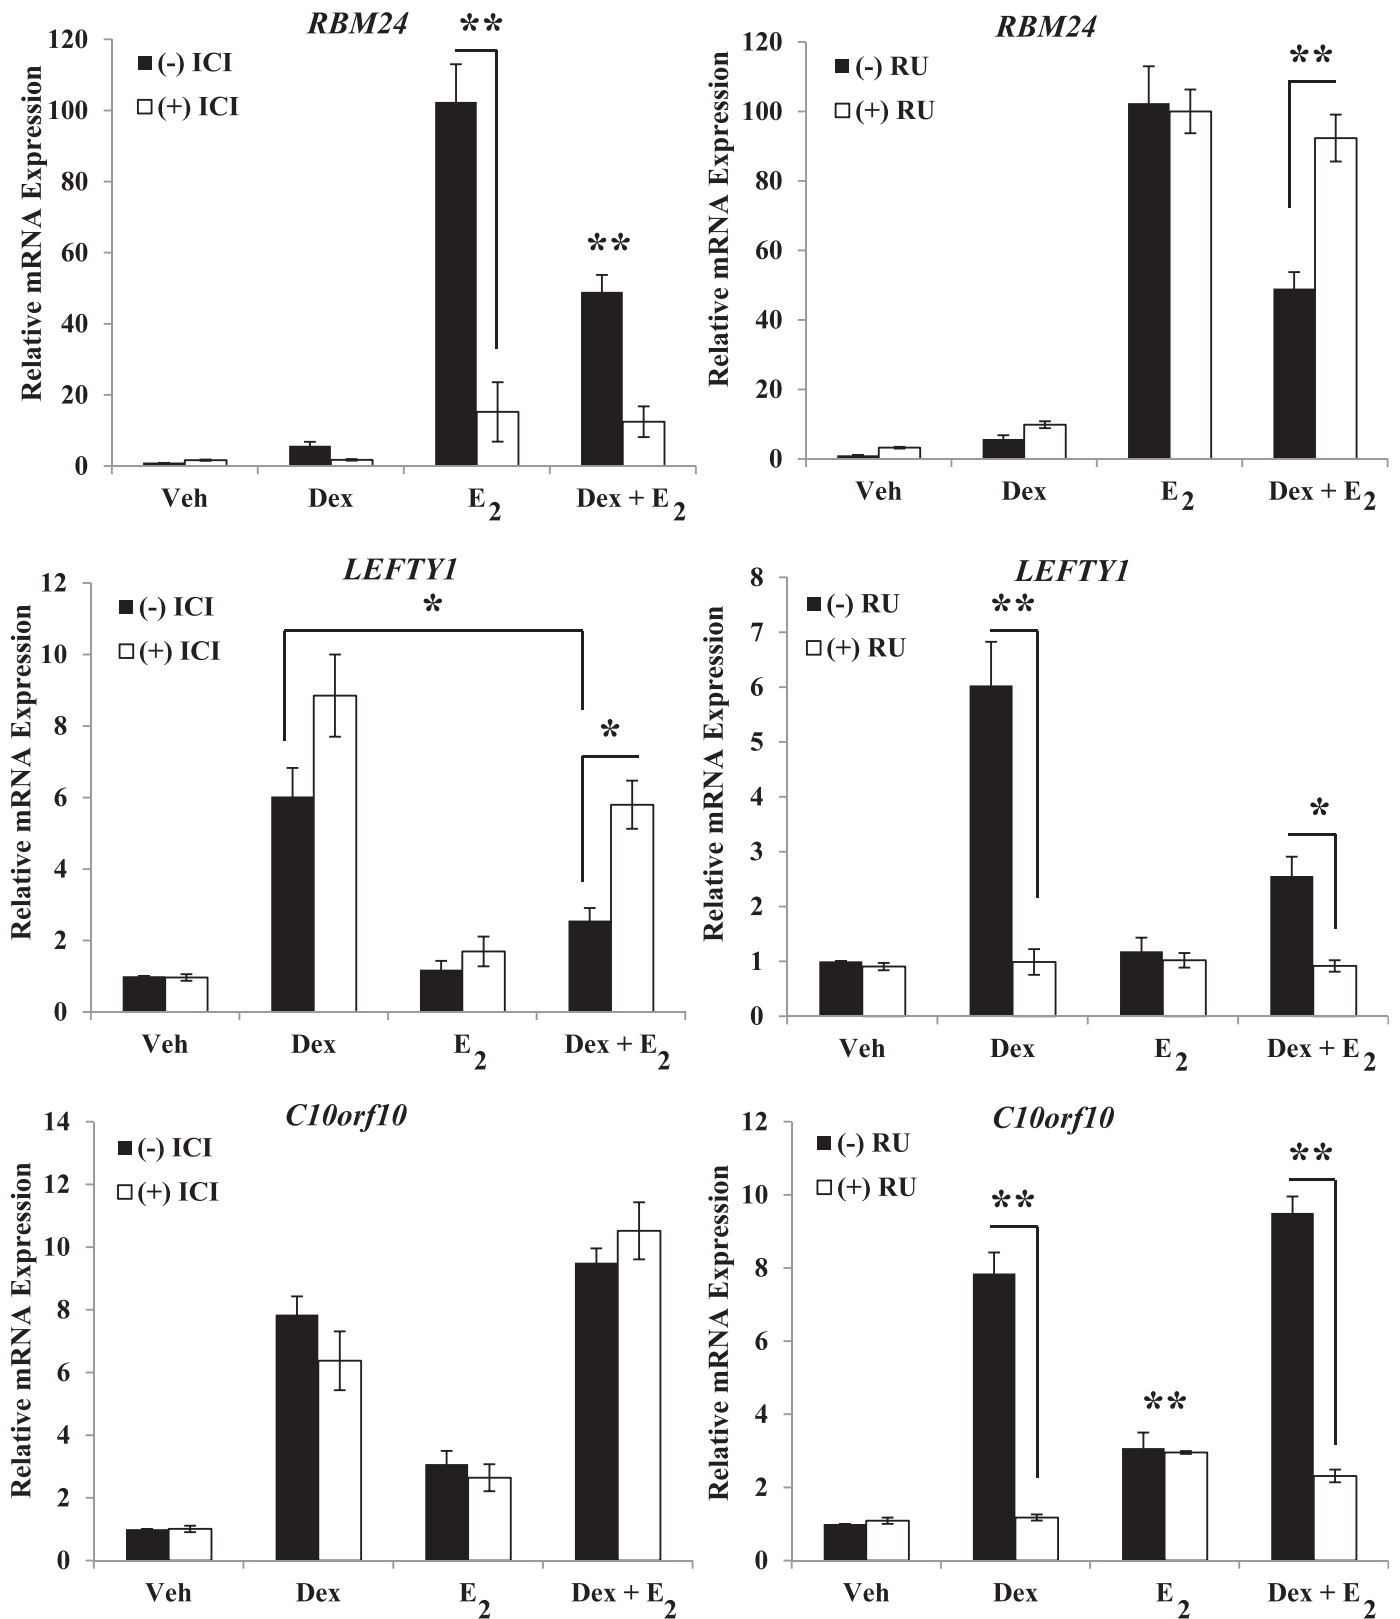 RBM24
**
120
100
80
60
40
20
0
Relative mRNA Expression
(-) ICI
(+) ICI
**
Veh Dex E2 Dex + E2
RBM24
**
120
100
80
60
40
20
0
Relative mRNA Expression
(-) RU
(+) RU
Veh Dex E2 Dex + E2
LEFTY1
*
12
10
8
6
4
2
0
Relative mRNA Expression
(-) ICI
(+) ICI
*
Veh Dex E2 Dex + E2
LEFTY1
**
8
7
6
5
4
3
2
1
0
Relative mRNA Expression
(-) RU
(+) RU
*
Veh Dex E2 Dex + E2
C10orf10
14
12
10
8
6
4
2
0
Relative mRNA Expression
(-) ICI
(+) ICI
Veh Dex E2 Dex + E2
C10orf10
**
12
10
8
6
4
2
0
Relative mRNA Expression
(-) RU
(+) RU
**
**
Veh Dex E2 Dex + E2